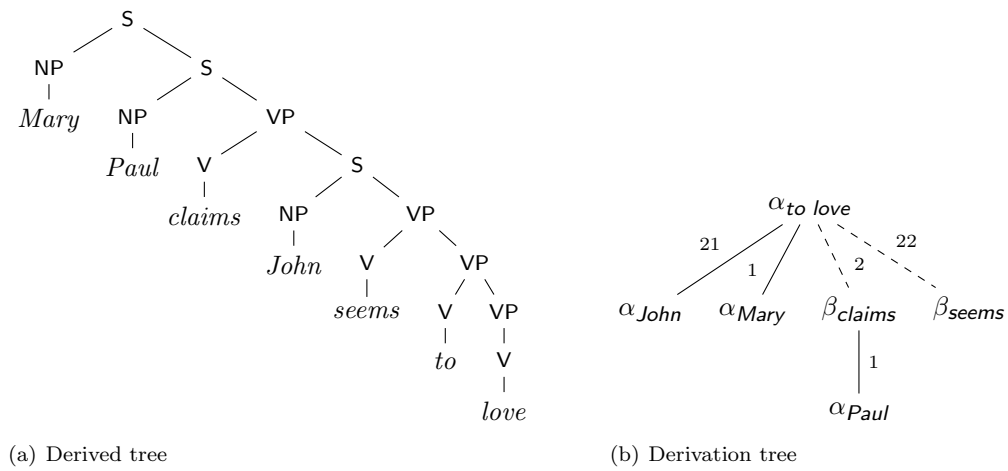 S
NP S
Mary NP VP
Paul V S
claims NP VP
John V VP
seems V VP
to V
love
α to love
21 1 2 22
α John α Mary β claims β seems
1
α Paul
(a) Derived tree
(b) Derivation tree